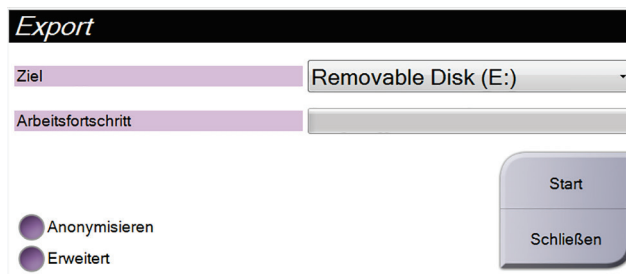 Export
Ziel
Removable Disk (E:)
Arbeitsfortschritt
Start
Anonymisieren
Schließen
Erweitert